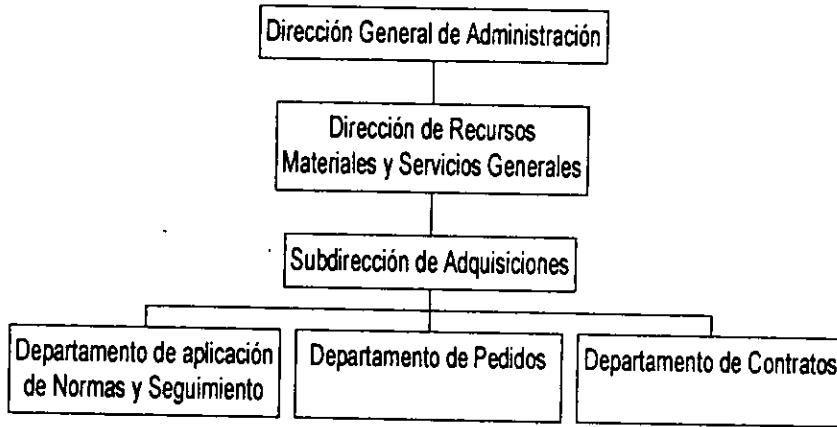 Dirección General de Administración
Dirección de Recursos
Materiales y Servicios Generales
Subdirección de Adquisiciones
Departamento de aplicación
de Normas y Seguimiento
Departamento de Pedidos
Departamento de Contratos